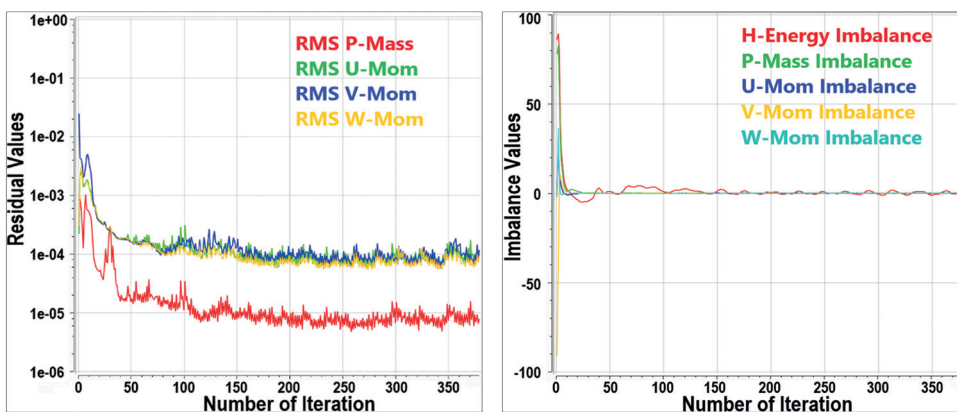 1e+00
1e-01
1e-02
1e-03
1e-04
1e-05
1e-06
Residual Values
RMS P-Mass
RMS U-Mom
RMS V-Mom
RMS W-Mom
0 50 100 150 200 250 300 350
Number of Iteration
100
50
0
-50
-100
Imbalance Values
H-Energy Imbalance
P-Mass Imbalance
U-Mom Imbalance
V-Mom Imbalance
W-Mom Imbalance
0 50 100 150 200 250 300 350
Number of Iteration